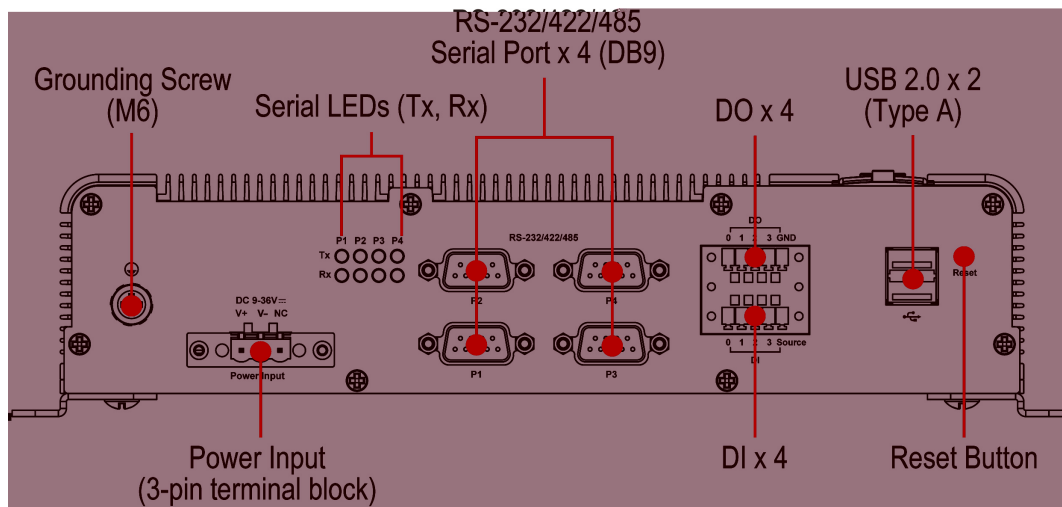 RS-232/422/485
Serial Port x 4 (DB9)
Grounding Screw
(M6)
Serial LEDs (Tx, Rx)
DO x 4
USB 2.0 x 2
(Type A)
P1 P2 P3 P4
Tx
Rx
RS-232/422/485
DO
0 1 2 3 GND
Reset
P2
P4
DC 9-36V
V+ V- NC
Power Input
P1
P3
0 1 2 3 Source
DI
Power Input
(3-pin terminal block)
DI x 4
Reset Button